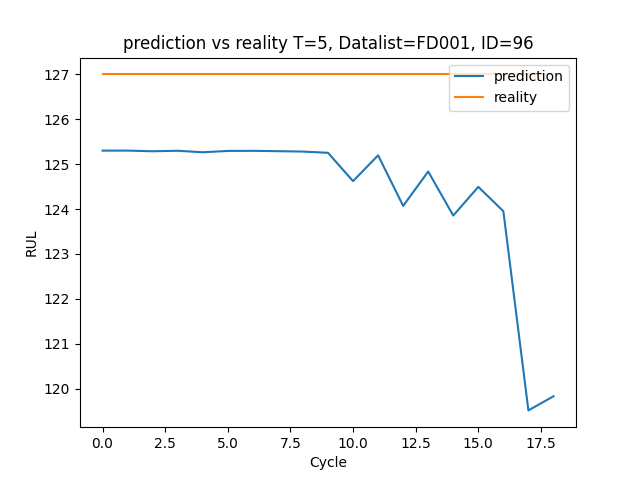 prediction vs reality T=5, Datalist=FD001, ID=96
127
126
125
124
123
122
121
120
RUL
prediction
reality
0.0 2.5 5.0 7.5 10.0 12.5 15.0 17.5
Cycle